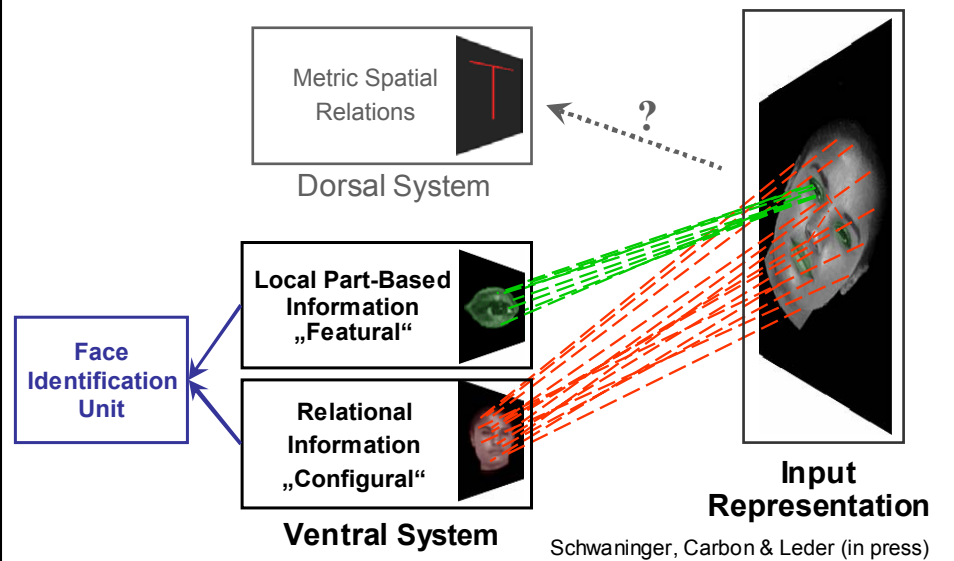 Metric Spatial
Relations
?
Dorsal System
Local Part-Based
Information
„Featural“
Face
Identification
Unit
Relational
Information
„Configural“
Ventral System
Input
Representation
Schwaninger, Carbon & Leder (in press)